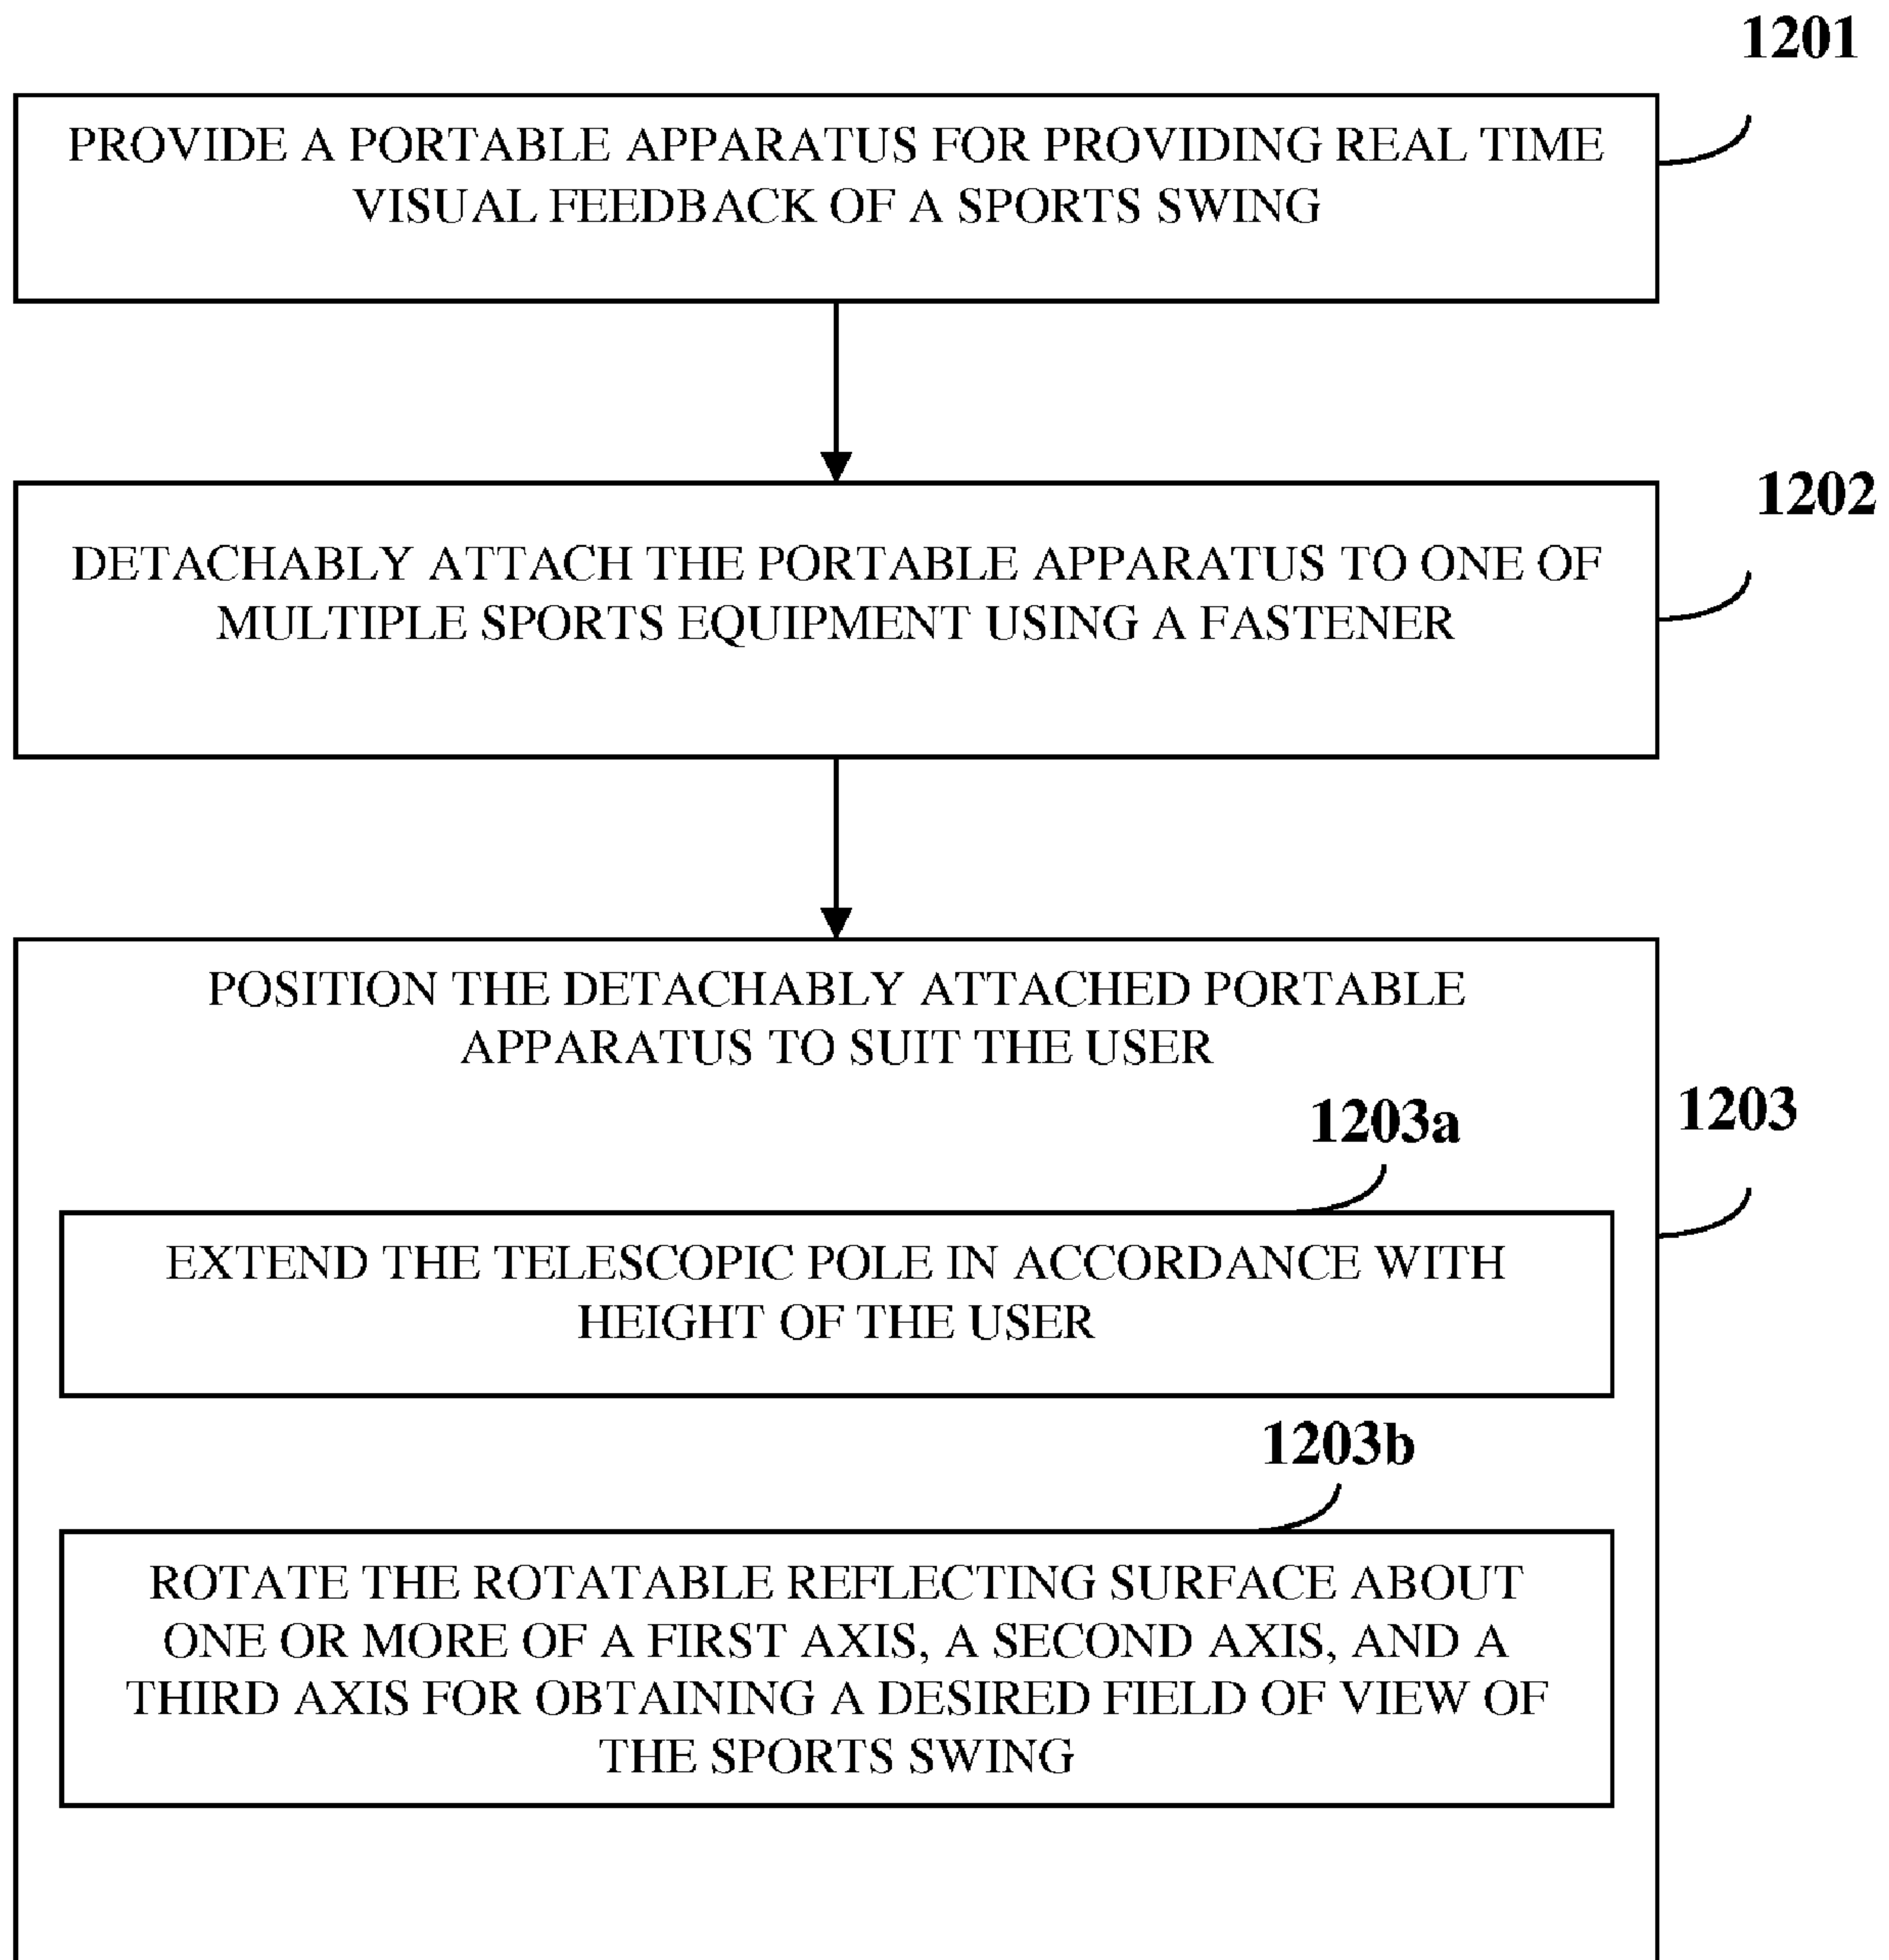 1201
PROVIDE A PORTABLE APPARATUS FOR PROVIDING REAL TIME
VISUAL FEEDBACK OF A SPORTS SWING
1202
DETACHABLY ATTACH THE PORTABLE APPARATUS TO ONE OF
MULTIPLE SPORTS EQUIPMENT USING A FASTENER
POSITION THE DETACHABLY ATTACHED PORTABLE
APPARATUS TO SUIT THE USER
1203
1203a
EXTEND THE TELESCOPIC POLE IN ACCORDANCE WITH
HEIGHT OF THE USER
1203b
ROTATE THE ROTATABLE REFLECTING SURFACE ABOUT
ONE OR MORE OF A FIRST AXIS, A SECOND AXIS, AND A
THIRD AXIS FOR OBTAINING A DESIRED FIELD OF VIEW OF
THE SPORTS SWING